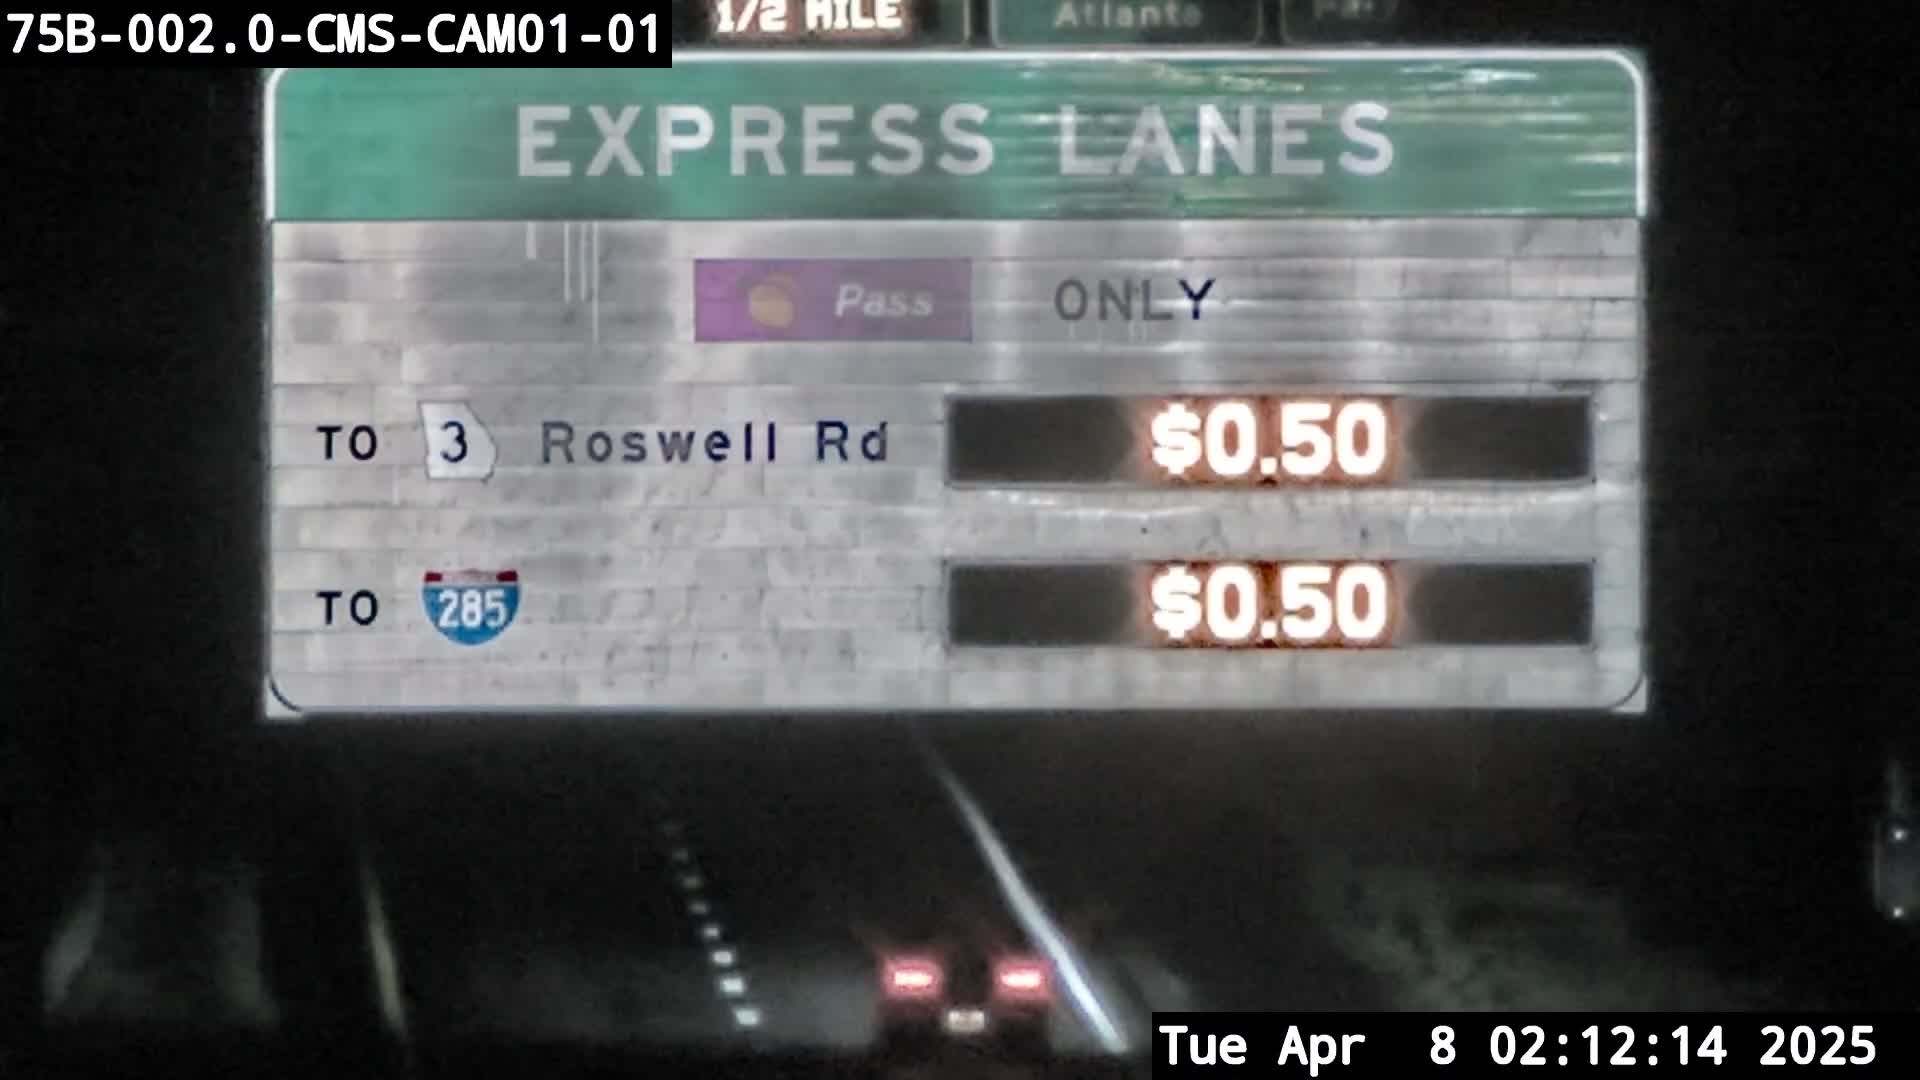 75B-002.0-CMS-CAM01-01
1/2 MILE
Atlanta
EXPRESS LANES
Pass ONLY
TO 3 Roswell Rd $0.50
TO 285 $0.50
Tue Apr 8 02:12:14 2025